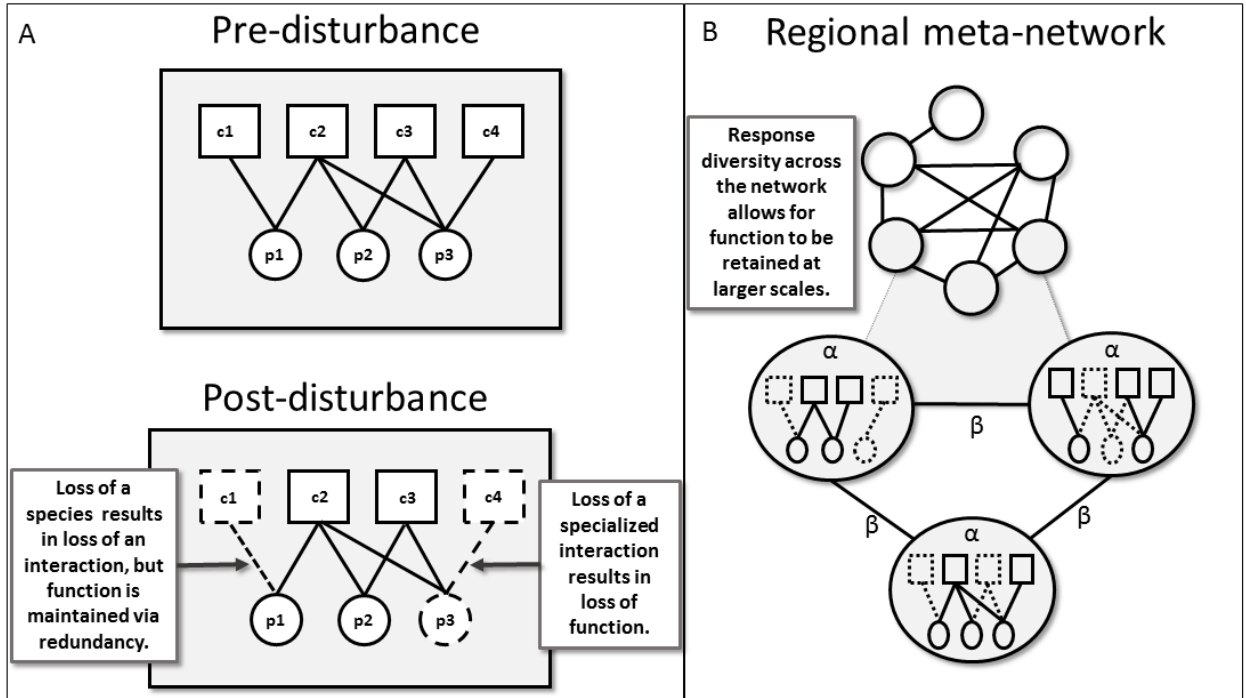 A
Pre-disturbance
c1
c2
c3
c4
p1
p2
p3
Post-disturbance
Loss of a
species results
in loss of an
interaction, but
function is
maintained via
redundancy.
c1
c2
c3
c4
p1
p2
p3
Loss of a
specialized
interaction
results in
loss of
function.
B
Regional meta-network
Response
diversity across
the network
allows for
function to be
retained at
larger scales.
α
α
β
β
β
α